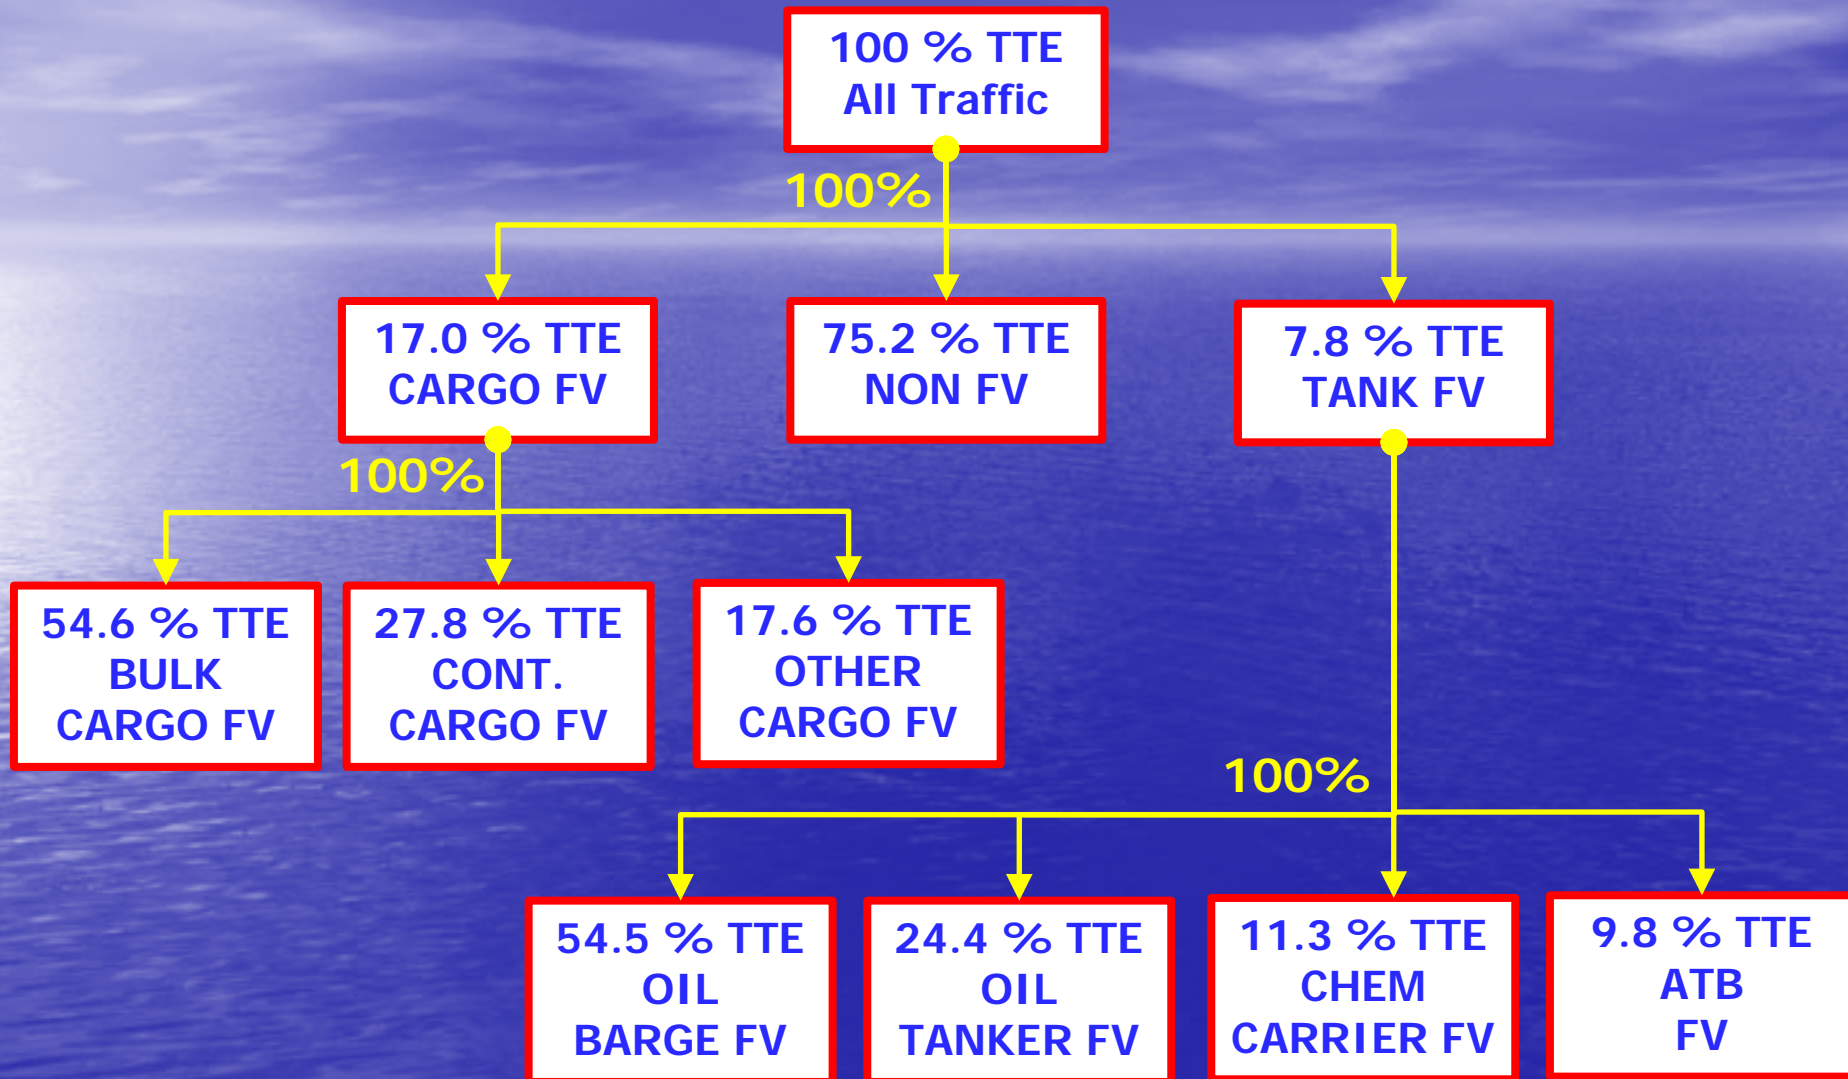 100 % TTE
All Traffic
100%
17.0 % TTE
CARGO FV
75.2 % TTE
NON FV
7.8 % TTE
TANK FV
100%
54.6 % TTE
BULK
CARGO FV
27.8 % TTE
CONT.
CARGO FV
17.6 % TTE
OTHER
CARGO FV
100%
54.5 % TTE
OIL
BARGE FV
24.4 % TTE
OIL
TANKER FV
11.3 % TTE
CHEM
CARRIER FV
9.8 % TTE
ATB
FV